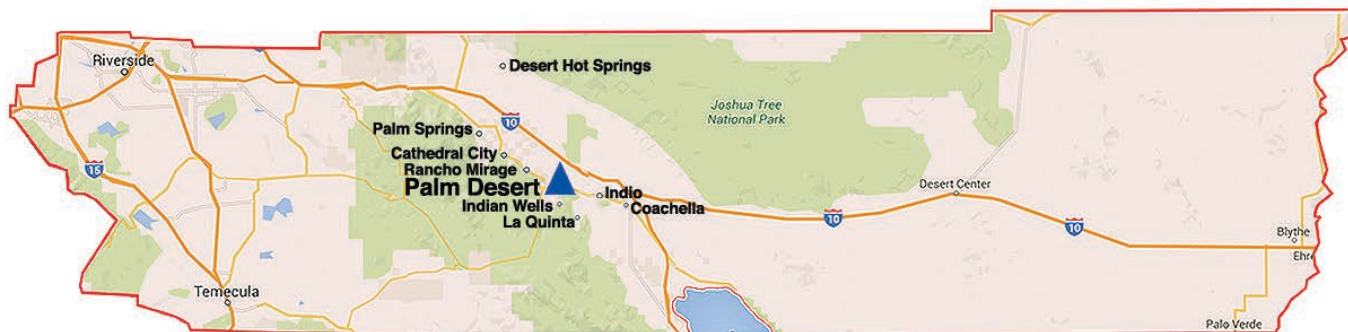 Riverside
Desert Hot Springs
Joshua Tree
National Park
10
Palm Springs
Cathedral City
15
Rancho Mirage
Palm Desert
Desert Center
Indio
Indian Wells
Coachella
La Quinta
10
10
Blythe
Ehre
Temecula
Palo Verde